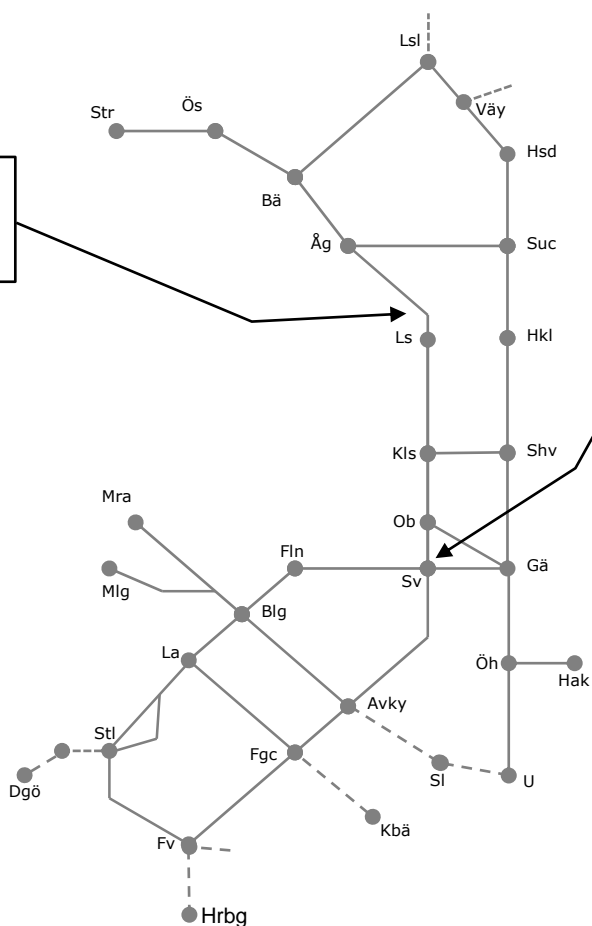 Lsl
Väy
Str
Ös
Hsd
Bä
Åg
Suc
Ls
Hkl
Kls
Shv
Mra
Ob
Fln
Sv
Gä
Mlg
Blg
La
Öh
Hak
Avky
Stl
Fgc
Sl
U
Dgö
Kbä
Fv
Hrbg